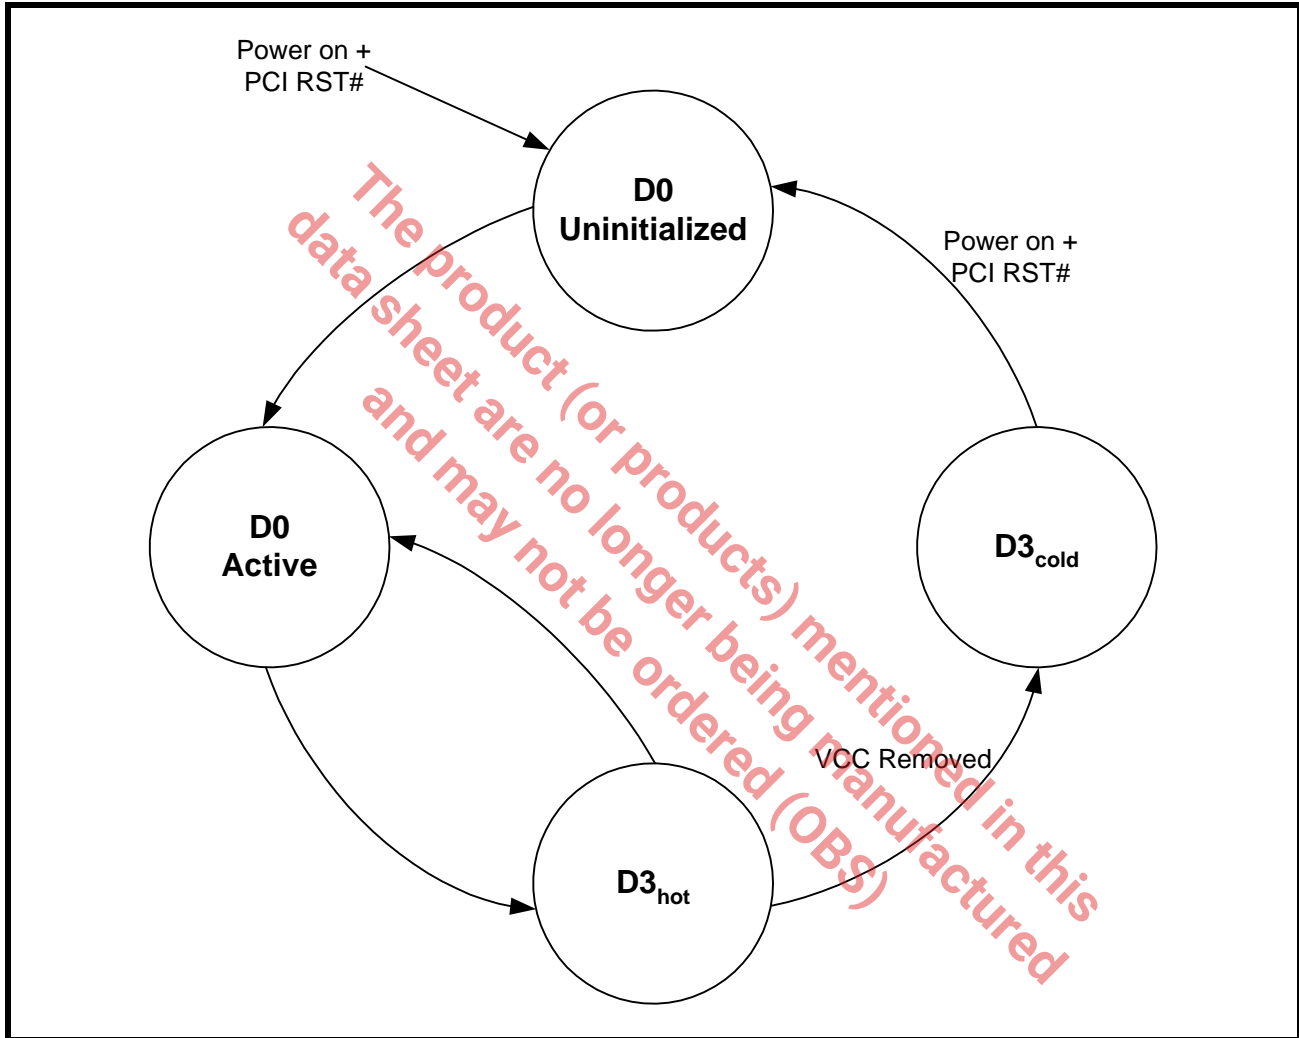 Power on +
PCI RST#
D0
Uninitialized
Power on +
PCI RST#
D0
Active
D3cold
VCC Removed
D3hot
The product (or products) mentioned in this
data sheet are no longer being manufactured
and may not be ordered (OBS)